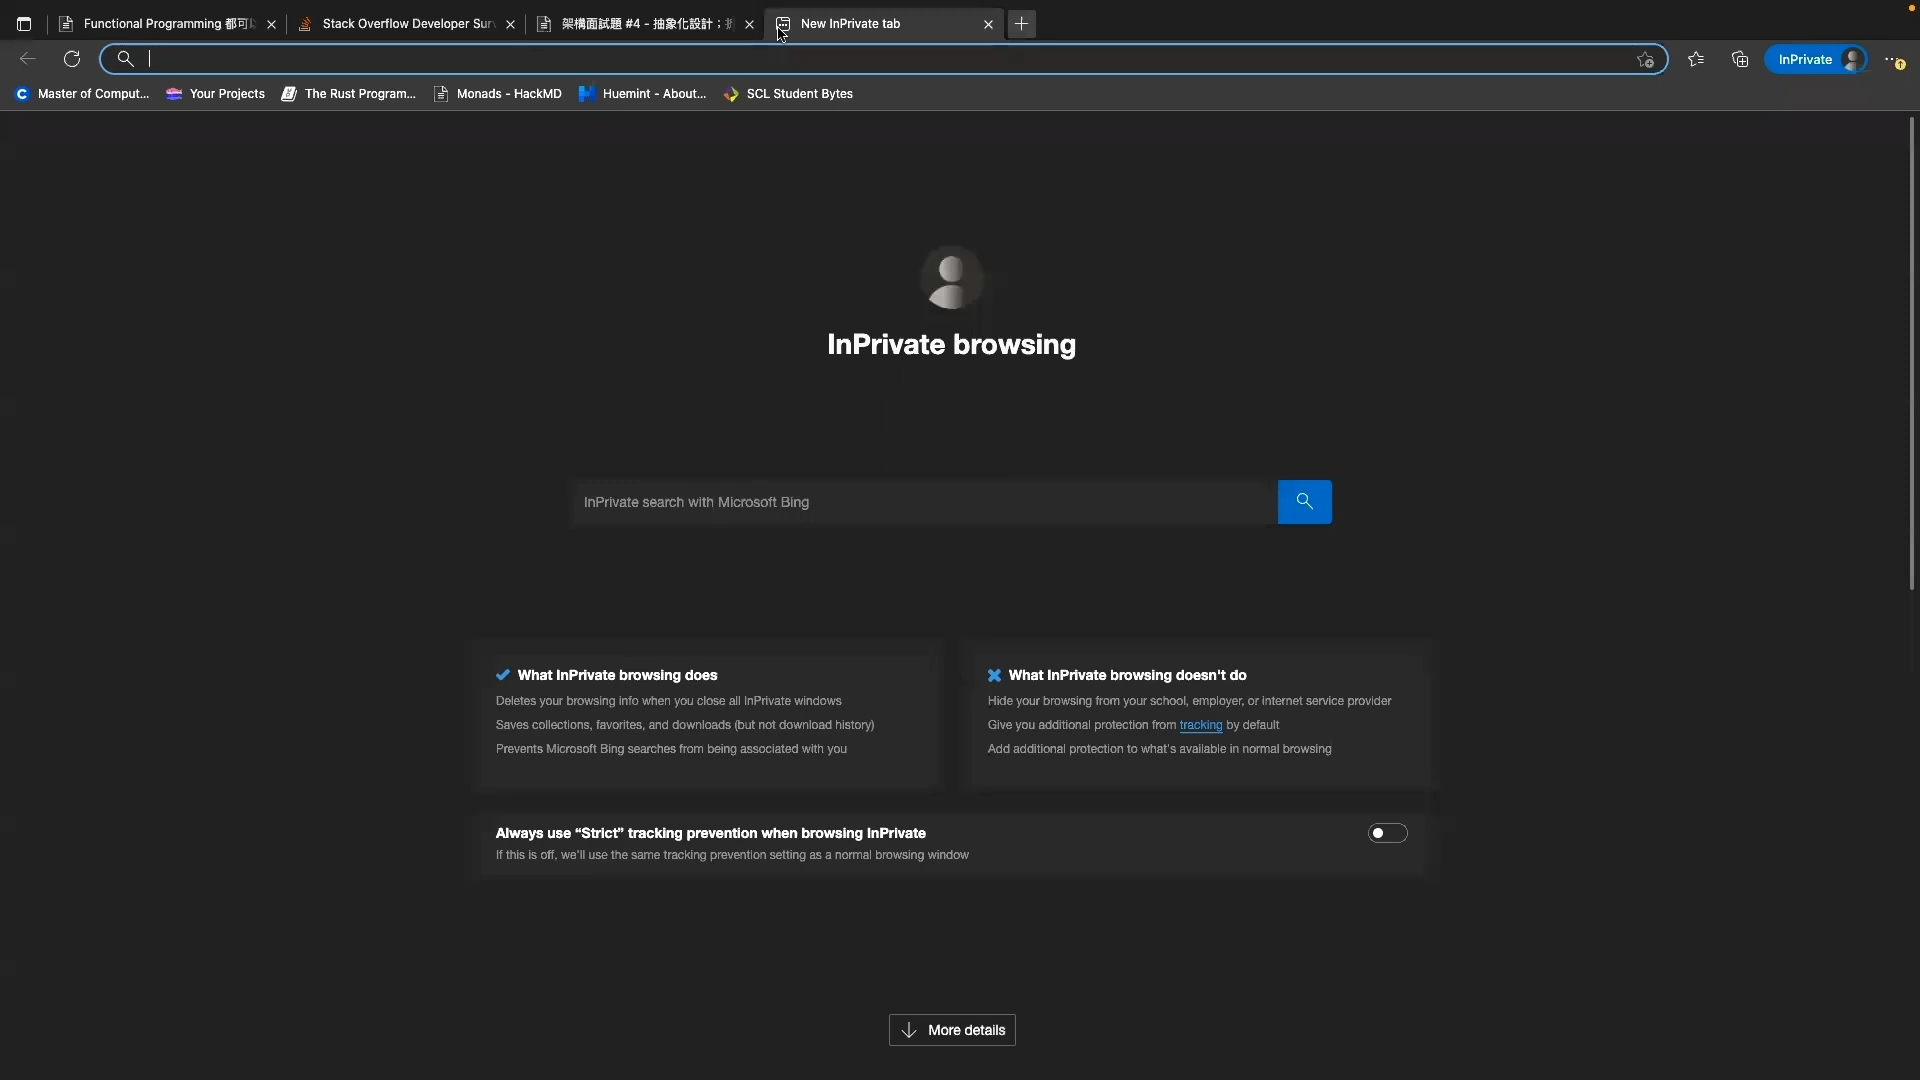 Functional Programming 都可
Stack Overflow Developer Sur
架構面試題 #4 - 抽象化設計；
New InPrivate tab
InPrivate
Master of Comput...
Your Projects
The Rust Program...
Monads - HackMD
Huemint - About...
SCL Student Bytes
InPrivate browsing
InPrivate search with Microsoft Bing
What InPrivate browsing does
Deletes your browsing info when you close all InPrivate windows
Saves collections, favorites, and downloads (but not download history)
Prevents Microsoft Bing searches from being associated with you
What InPrivate browsing doesn't do
Hide your browsing from your school, employer, or internet service provider
Give you additional protection from tracking by default
Add additional protection to what's available in normal browsing
Always use “Strict” tracking prevention when browsing InPrivate
If this is off, we'll use the same tracking prevention setting as a normal browsing window
More details